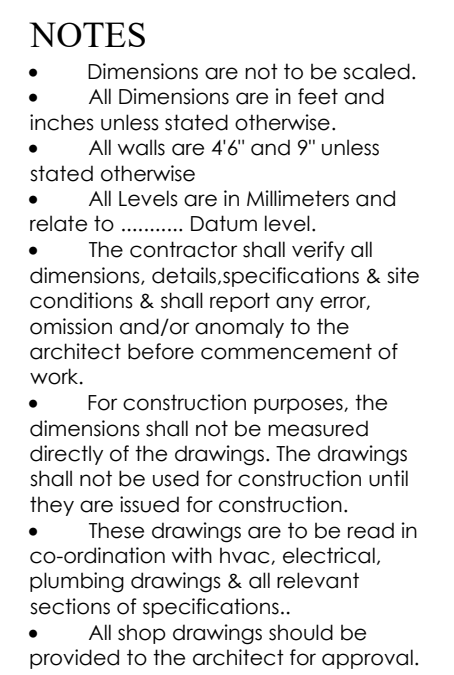 NOTES
• Dimensions are not to be scaled.
• All Dimensions are in feet and
inches unless stated otherwise.
• All walls are 4'6" and 9" unless
stated otherwise
• All Levels are in Millimeters and
relate to ........... Datum level.
• The contractor shall verify all
dimensions, details,specifications & site
conditions & shall report any error,
omission and/or anomaly to the
architect before commencement of
work.
• For construction purposes, the
dimensions shall not be measured
directly of the drawings. The drawings
shall not be used for construction until
they are issued for construction.
• These drawings are to be read in
co-ordination with hvac, electrical,
plumbing drawings & all relevant
sections of specifications..
• All shop drawings should be
provided to the architect for approval.